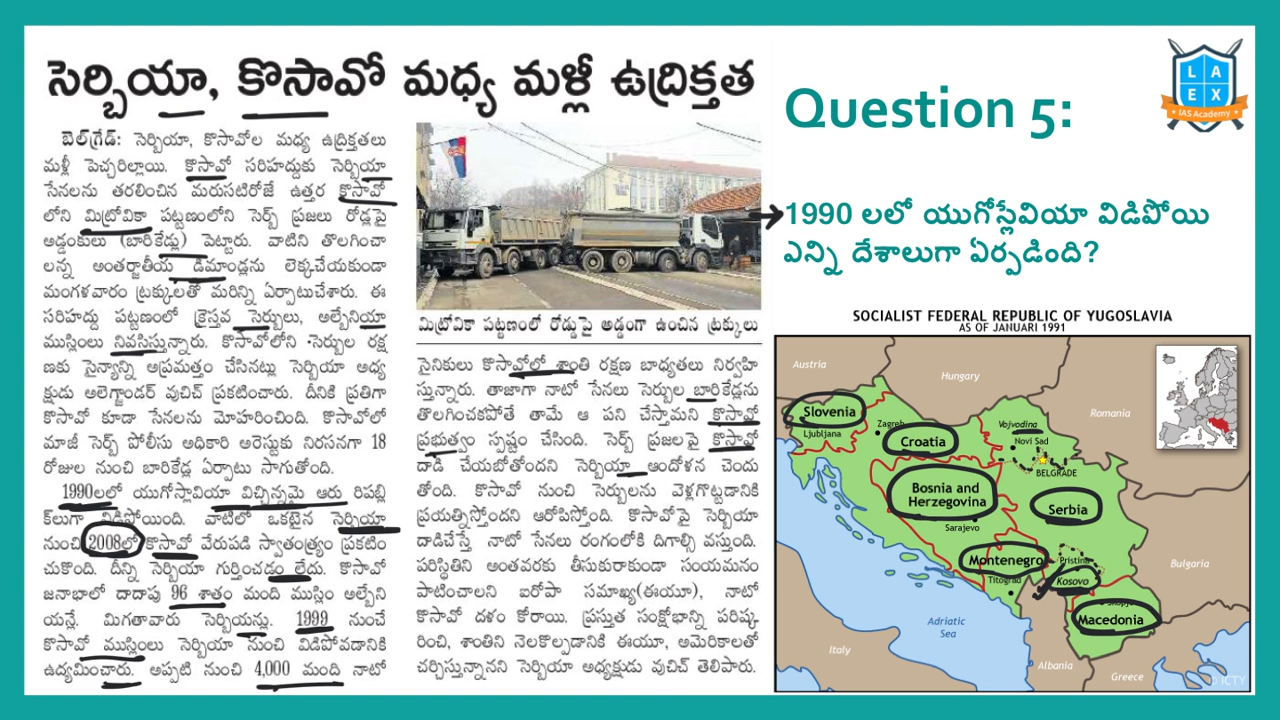 సెర్బియా, కొసావో మధ్య మళ్లీ ఉద్రిక్తత
బెల్‌గ్రేడ్: సెర్బియా, కొసావోల మధ్య ఉద్రిక్తతలు
మళ్లీ పెచ్చరిల్లాయి. కొసావో సరిహద్దుకు సెర్బియా
సేనలను తరలించిన మరుసటిరోజే ఉత్తర కొసావో
లోని మిట్రోవికా పట్టణంలోని సెర్బ్ ప్రజలు రోడ్లపై
అడ్డంకులు (బారికేడ్లు) పెట్టారు. వాటిని తొలగించా
లన్న అంతర్జాతీయ డిమాండ్లను లెక్కచేయకుండా
మంగళవారం ట్రక్కులతో మరిన్ని ఏర్పాటుచేశారు. ఈ
సరిహద్దు పట్టణంలో క్రైస్తవ సెర్బులు, అల్బేనియా
ముస్లింలు నివసిస్తున్నారు. కొసావోలోని సెర్బుల రక్ష
ణకు సైన్యాన్ని అప్రమత్తం చేసినట్లు సెర్బియా అధ్య
క్షుడు అలెగ్జాండర్ వుచిచ్ ప్రకటించారు. దీనికి ప్రతిగా
కొసావో కూడా సేనలను మోహరించింది. కొసావోలో
మాజీ సెర్బ్ పోలీసు అధికారి అరెస్టుకు నిరసనగా 18
రోజుల నుంచి బారికేడ్ల ఏర్పాటు సాగుతోంది.
1990లలో యుగోస్లావియా విచ్ఛిన్నమై ఆరు రిపబ్లి
క్‌లుగా విడిపోయింది. వాటిలో ఒకటైన సెర్బియా
నుంచి 2008లో కొసావో వేరుపడి స్వాతంత్ర్యం ప్రకటిం
చుకొంది. దీన్ని సెర్బియా గుర్తించడం లేదు. కొసావో
జనాభాలో దాదాపు 96 శాతం మంది ముస్లిం అల్బేని
యన్లే. మిగతావారు సెర్బియన్లు. 1999 నుంచే
కొసావో ముస్లింలు సెర్బియా నుంచి విడిపోవడానికి
ఉద్యమించారు. అప్పటి నుంచి 4,000 మంది నాటో
మిట్రోవికా పట్టణంలో రోడ్డుపై అడ్డంగా ఉంచిన ట్రక్కులు
సైనికులు కొసావోలో శాంతి రక్షణ బాధ్యతలు నిర్వహి
స్తున్నారు. తాజాగా నాటో సేనలు సెర్బుల బారికేడ్లను
తొలగించకపోతే తామే ఆ పని చేస్తామని కొసావో
ప్రభుత్వం స్పష్టం చేసింది. సెర్బ్ ప్రజలపై కొసావో
దాడి చేయబోతోందని సెర్బియా ఆందోళన చెందు
తోంది. కొసావో నుంచి సెర్బులను వెళ్లగొట్టడానికి
ప్రయత్నిస్తోందని ఆరోపిస్తోంది. కొసావోపై సెర్బియా
దాడిచేస్తే నాటో సేనలు రంగంలోకి దిగాల్సి వస్తుంది.
పరిస్థితిని అంతవరకు తీసుకురాకుండా సంయమనం
పాటించాలని ఐరోపా సమాఖ్య(ఈయూ), నాటో
కొసావో దళం కోరాయి. ప్రస్తుత సంక్షోభాన్ని పరిష్క
రించి, శాంతిని నెలకొల్పడానికి ఈయూ, అమెరికాలతో
చర్చిస్తున్నానని సెర్బియా అధ్యక్షుడు వుచిచ్ తెలిపారు.
L A
E X
IAS Academy
Question 5:
1990 లలో యుగోస్లేవియా విడిపోయి
ఎన్ని దేశాలుగా ఏర్పడింది?
SOCIALIST FEDERAL REPUBLIC OF YUGOSLAVIA
AS OF JANUARI 1991
Austria
Hungary
Romania
Slovenia
Ljubljana
Zagreb
Croatia
Vojvodina
Novi Sad
BELGRADE
Bosnia and
Herzegovina
Sarajevo
Serbia
Montenegro
Titograd
Pristina
Kosovo
Bulgaria
Macedonia
Adriatic
Sea
Italy
Albania
Greece
© ICTY